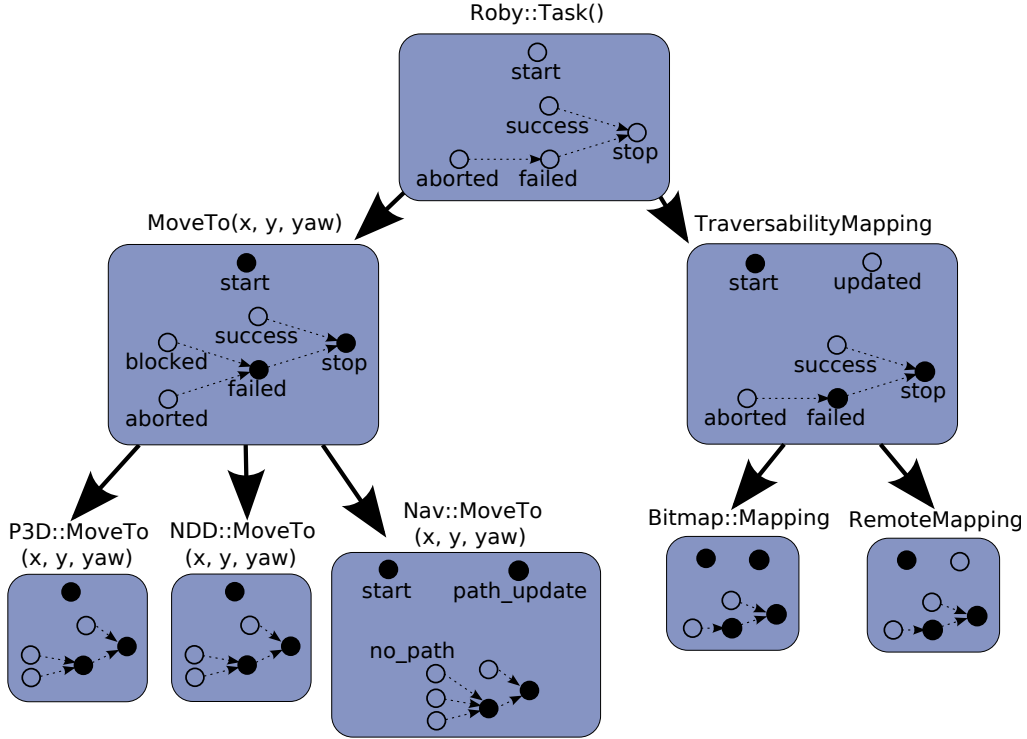 Roby::Task()
start
success
stop
aborted
failed
MoveTo(x, y, yaw)
start
success
blocked
stop
failed
aborted
TraversabilityMapping
start
updated
success
stop
aborted
failed
P3D::MoveTo
(x, y, yaw)
NDD::MoveTo
(x, y, yaw)
Nav::MoveTo
(x, y, yaw)
start
path_update
no_path
Bitmap::Mapping
RemoteMapping